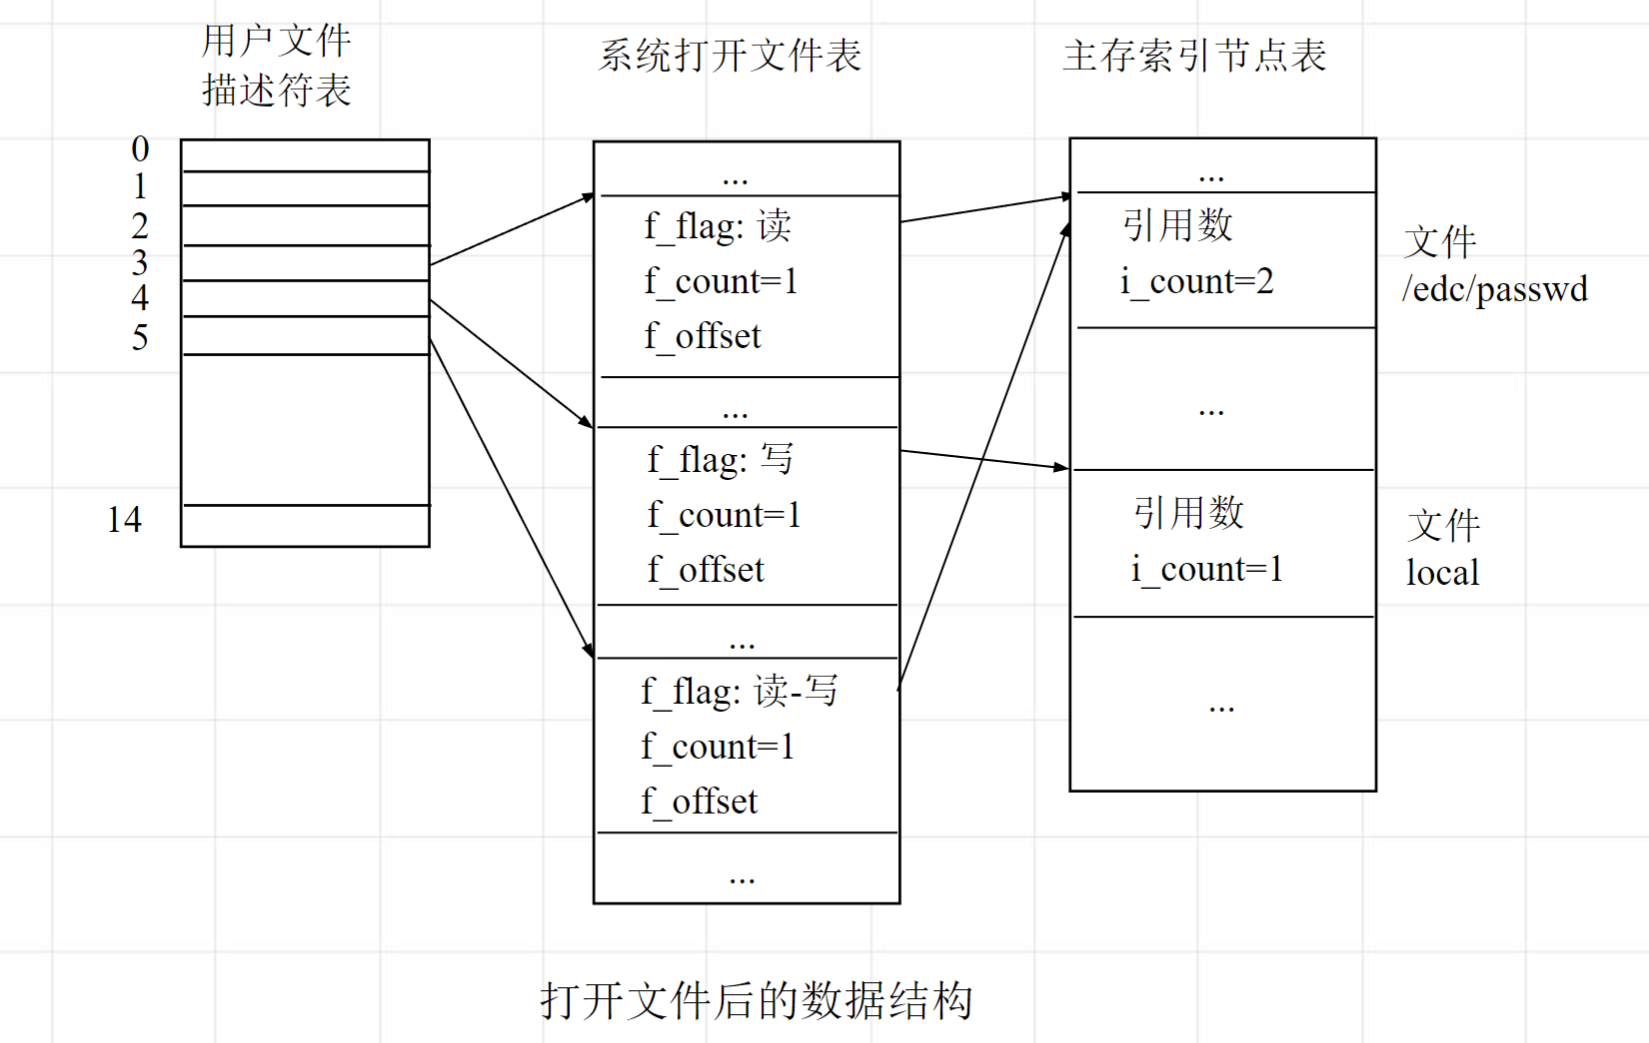 用户文件
描述符表
0
1
2
3
4
5
14
系统打开文件表
...
f_flag: 读
f_count=1
f_offset
...
f_flag: 写
f_count=1
f_offset
...
f_flag: 读-写
f_count=1
f_offset
...
主存索引节点表
...
引用数
i_count=2
...
引用数
i_count=1
...
文件
/edc/passwd
文件
local
打开文件后的数据结构